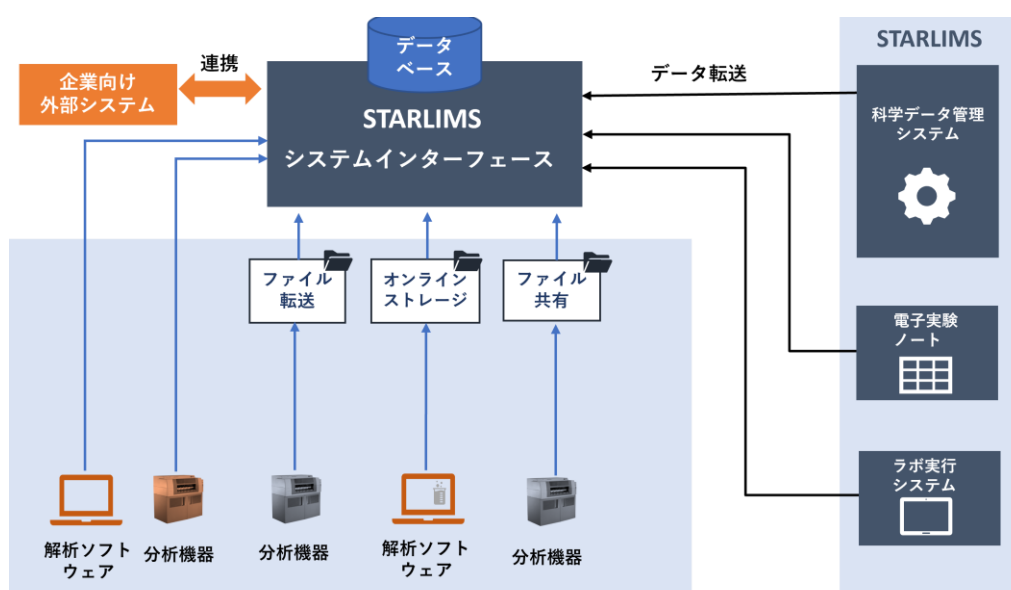 データ
ベース
STARLIMS
システムインターフェース
企業向け
外部システム
連携
データ転送
STARLIMS
科学データ管理
システム
電子実験
ノート
ラボ実行
システム
ファイル
転送
オンライン
ストレージ
ファイル
共有
解析ソフト
ウェア
分析機器
分析機器
解析ソフト
ウェア
分析機器